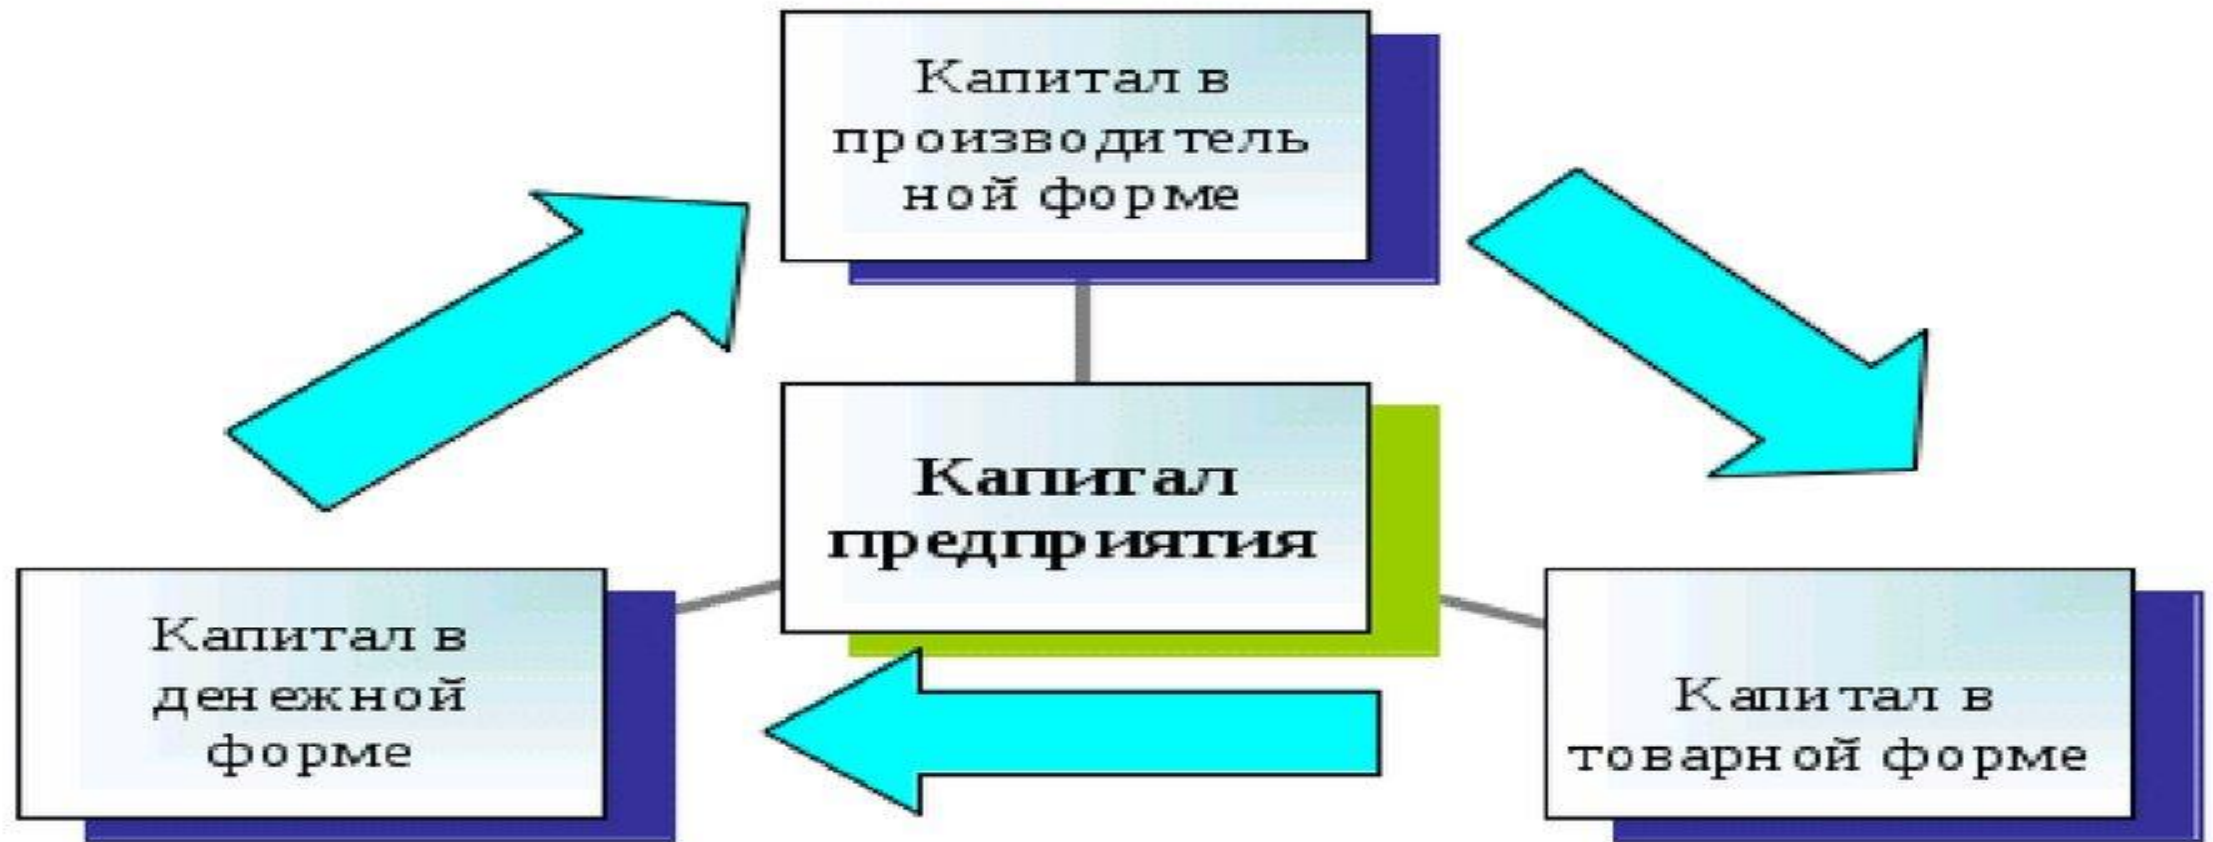 Капитал в
производитель
ной форме
Капитал
предприятия
Капитал в
денежной
форме
Капитал в
товарной форме